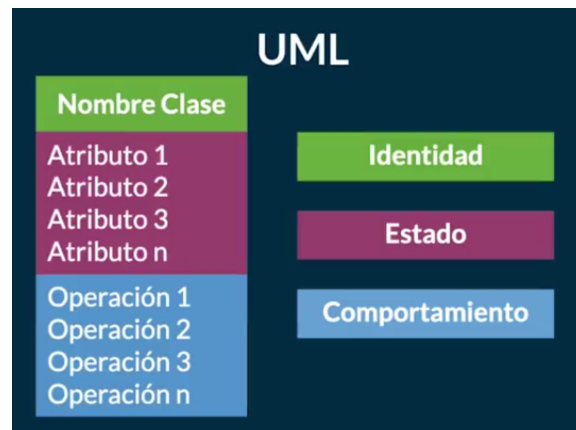 UML
Nombre Clase
Atributo 1
Atributo 2
Atributo 3
Atributo n
Operación 1
Operación 2
Operación 3
Operación n
Identidad
Estado
Comportamiento